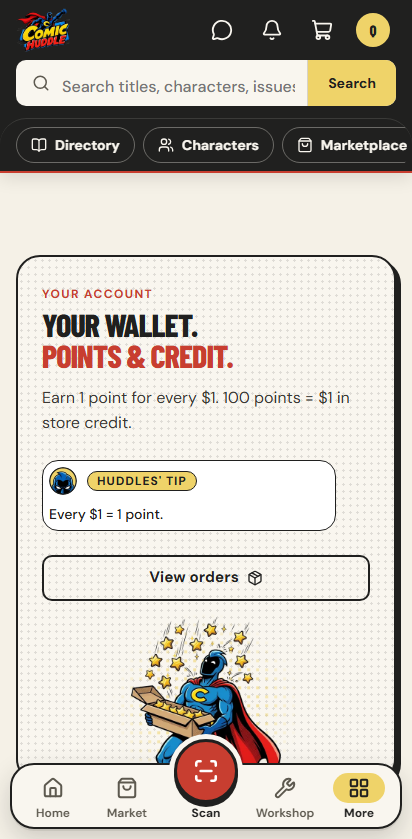 COMIC
HUDDLE
0
Search titles, characters, issues
Search
Directory
Characters
Marketplace
YOUR ACCOUNT
YOUR WALLET.
POINTS & CREDIT.
Earn 1 point for every $1. 100 points = $1 in
store credit.
HUDDLES' TIP
Every $1 = 1 point.
View orders
C
Home
Market
Scan
Workshop
More